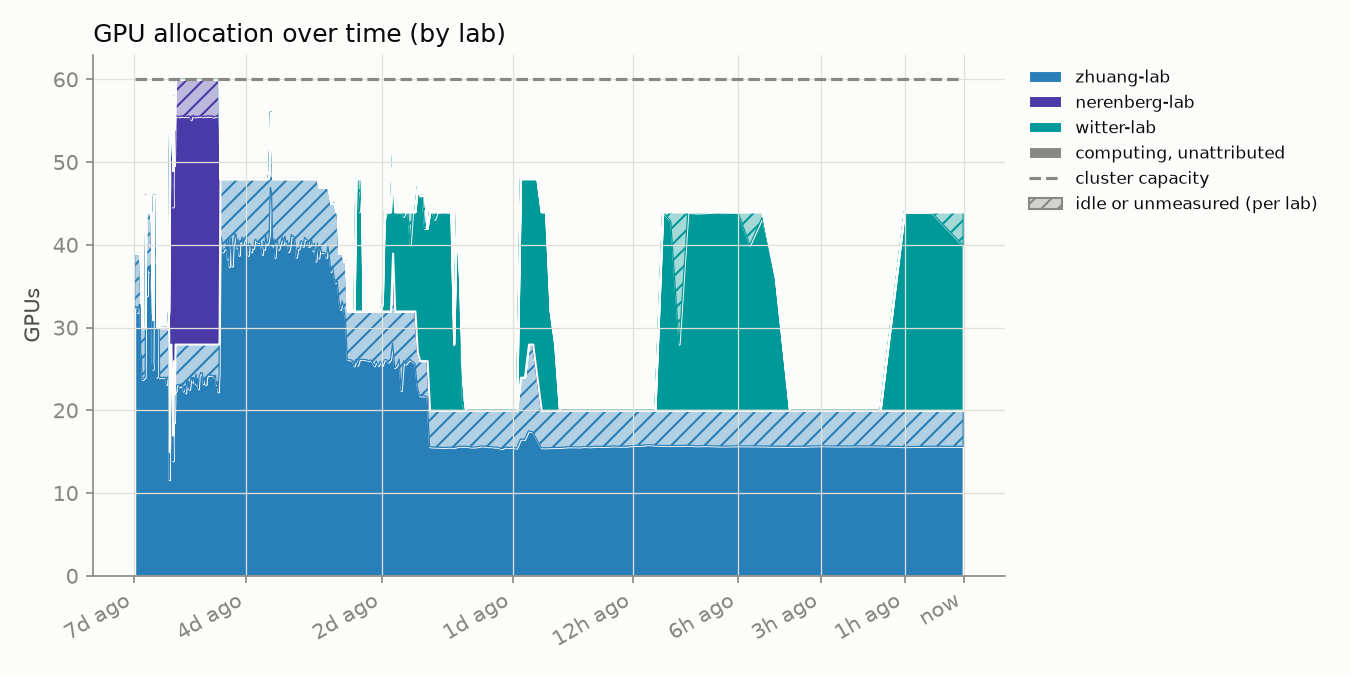 GPU allocation over time (by lab)
GPUs
60
50
40
30
20
10
0
7d ago
4d ago
2d ago
1d ago
12h ago
6h ago
3h ago
1h ago
now
zhuang-lab
nerenberg-lab
witter-lab
computing, unattributed
cluster capacity
idle or unmeasured (per lab)